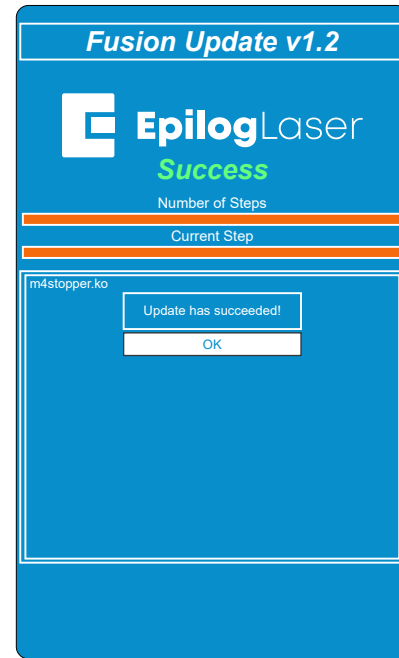 Fusion Update v1.2
EpilogLaser
Success
Number of Steps
Current Step
m4stopper.ko
Update has succeeded!
OK